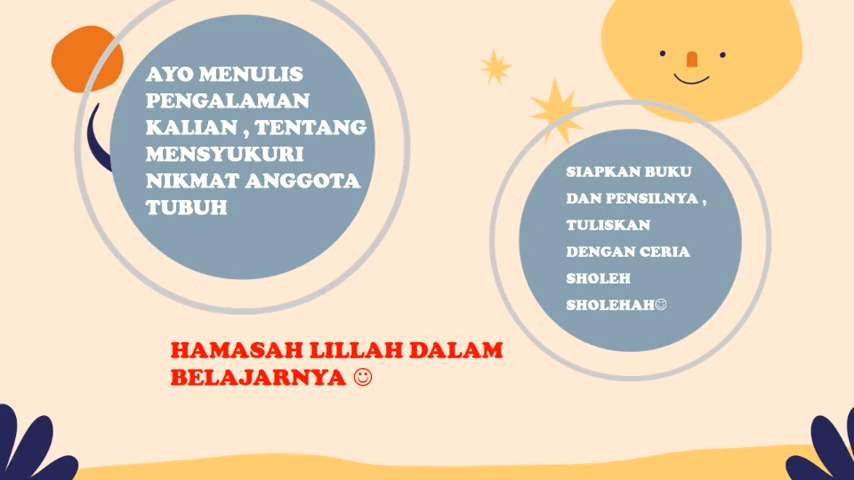 AYO MENULIS
PENGALAMAN
KALIAN , TENTANG
MENSYUKURI
NIKMAT ANGGOTA
TUBUH
SIAPKAN BUKU
DAN PENSILNYA ,
TULISKAN
DENGAN CERIA
SHOLEH
SHOLEHAH☺
HAMASAH LILLAH DALAM
BELAJARNYA ☺